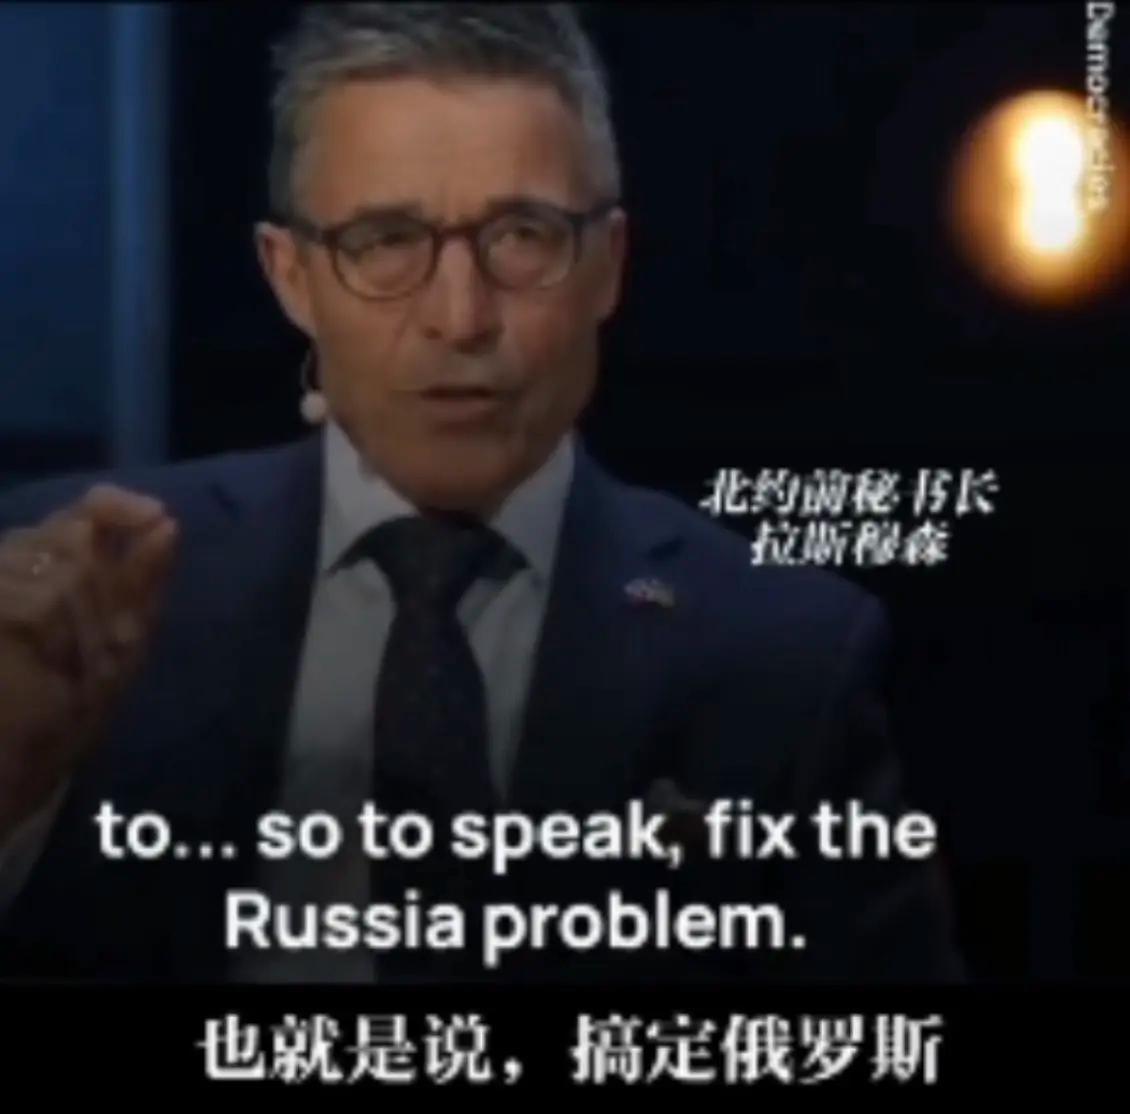 Democracies
北约前秘书长
拉斯穆森
to... so to speak, fix the
Russia problem.
也就是说，搞定俄罗斯